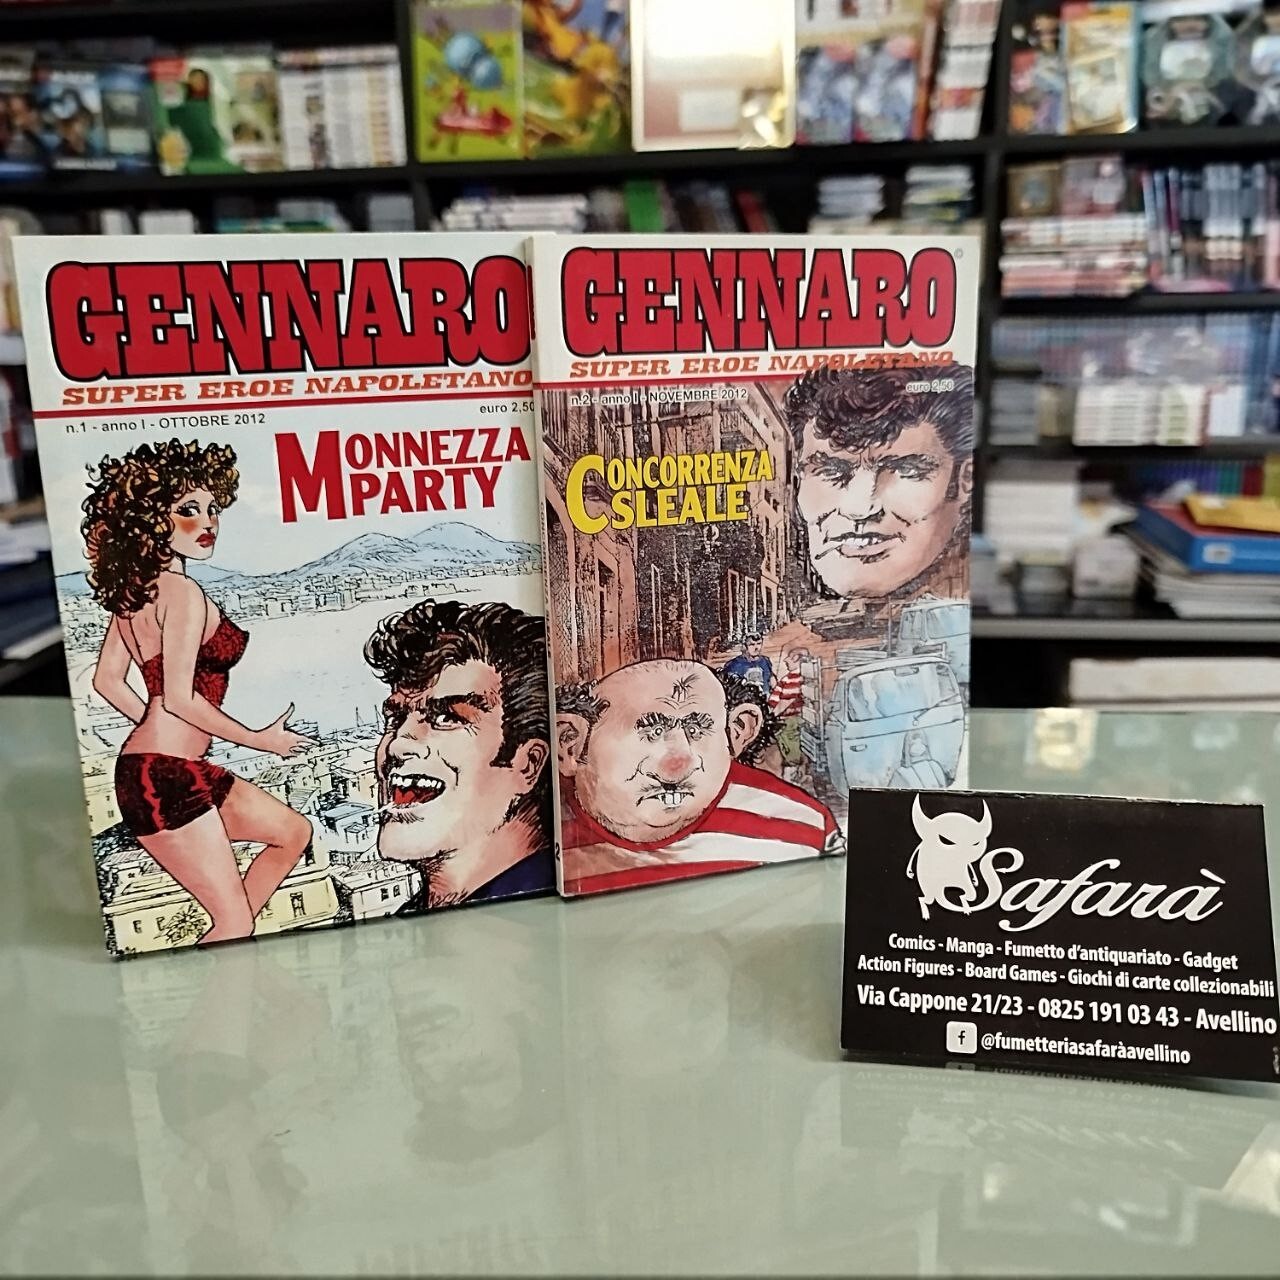 GENNARO
SUPER EROE NAPOLETANO
n.1 - anno I - OTTOBRE 2012
euro 2,50
MONNEZZA
PARTY
GENNARO
©
SUPER EROE NAPOLETANO
n.2 - anno I - NOVEMBRE 2012
euro 2,50
CONCORRENZA
SLEALE
2
Safarà
Comics - Manga - Fumetto d'antiquariato - Gadget
Action Figures - Board Games - Giochi di carte collezionabili
Via Cappone 21/23 - 0825 191 03 43 - Avellino
f @fumetteriasafaràavellino